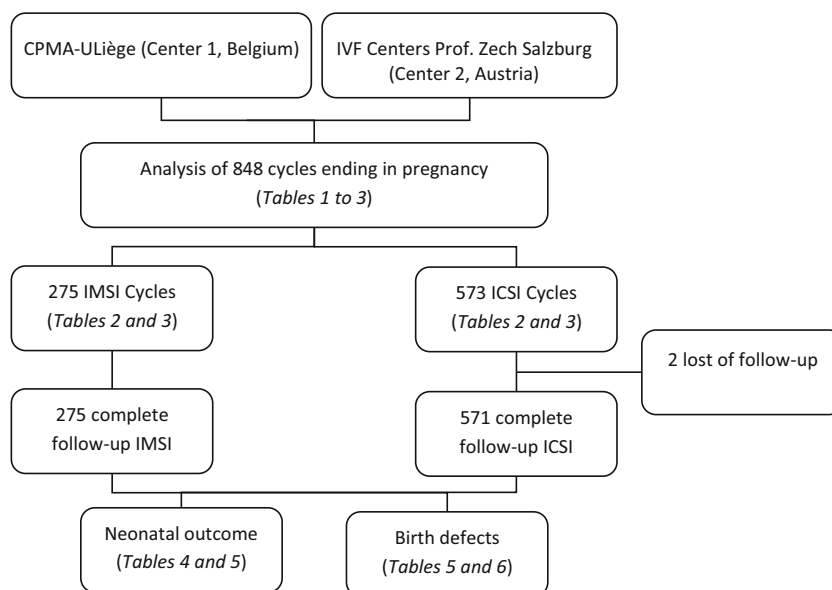 CPMA-ULiège (Center 1, Belgium)
IVF Centers Prof. Zech Salzburg
(Center 2, Austria)
Analysis of 848 cycles ending in pregnancy
(Tables 1 to 3)
275 IMSI Cycles
(Tables 2 and 3)
573 ICSI Cycles
(Tables 2 and 3)
2 lost of follow-up
275 complete
follow-up IMSI
571 complete
follow-up ICSI
Neonatal outcome
(Tables 4 and 5)
Birth defects
(Tables 5 and 6)